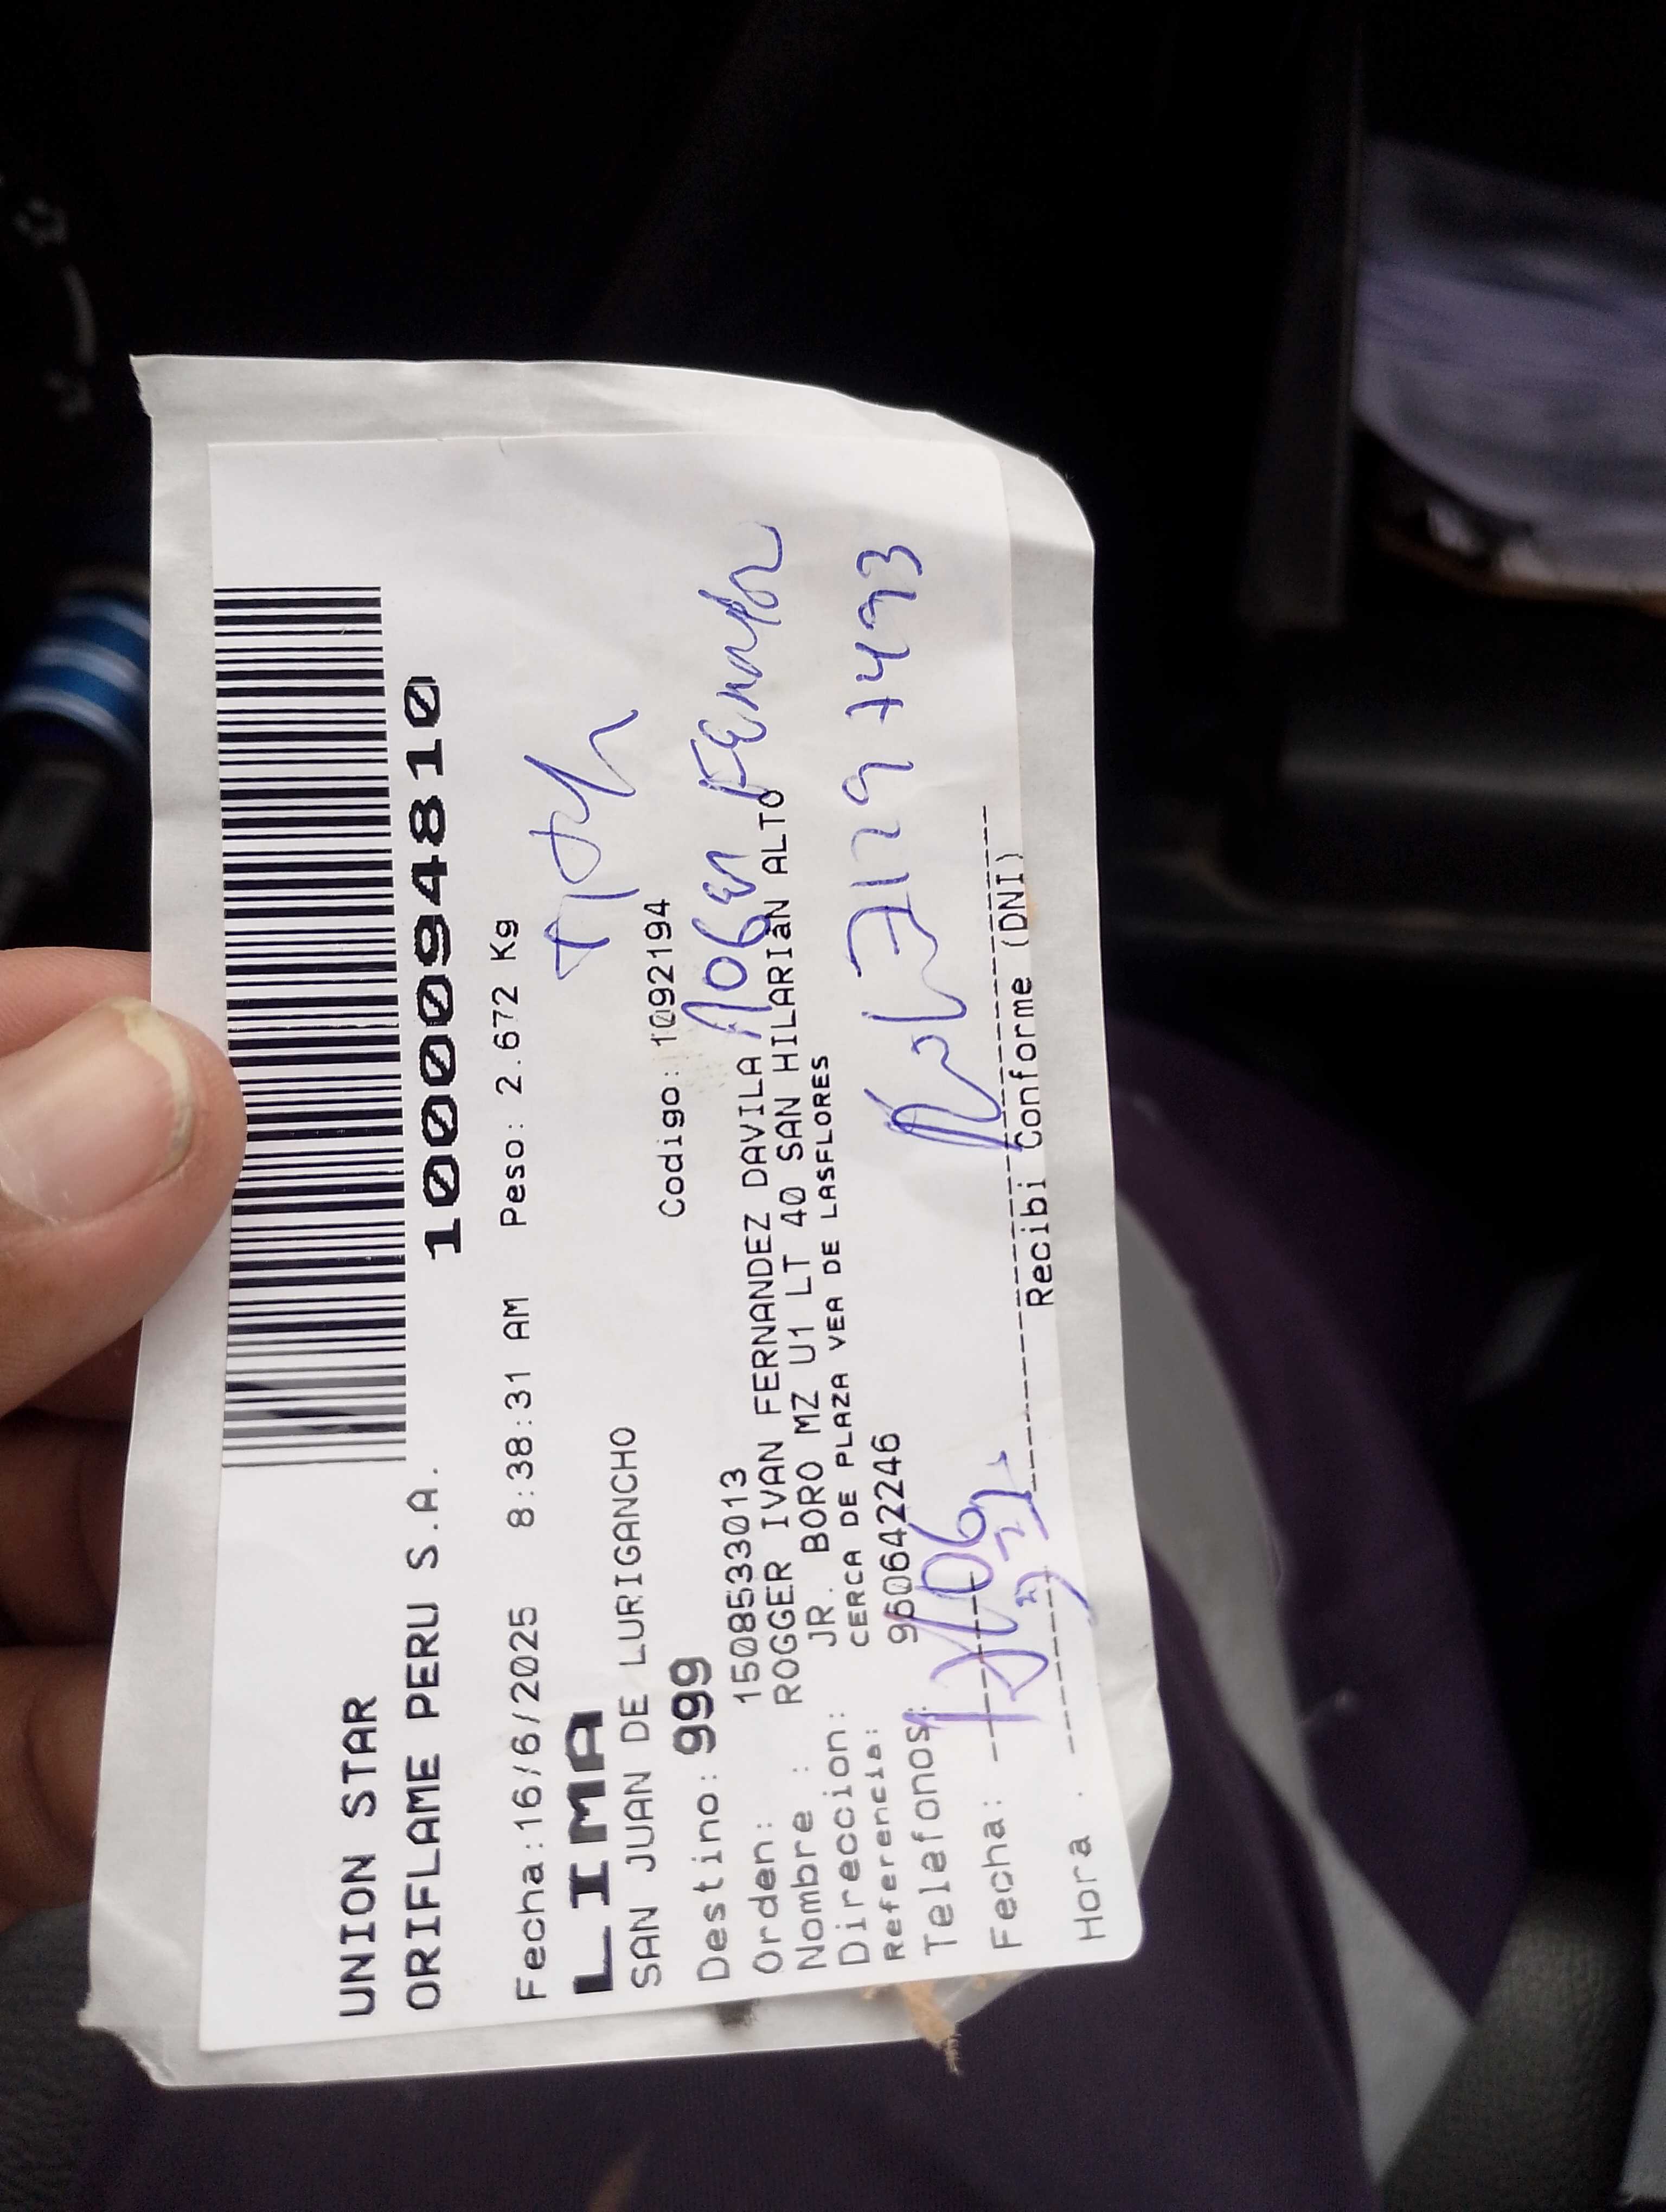 UNION STAR
ORIFLAME PERU S.A.
1000094810
Fecha:16/6/2025 8:38:31 AM Peso: 2.672 Kg
LIMA
SAN JUAN DE LURIGANCHO
Destino: 999 Codigo: 1092194
Orden: 1508533013
Nombre : ROGGER IVAN FERNANDEZ DAVILA
Direccion: JR. BORO MZ U1 LT 40 SAN HILARIaN ALTO
Referencia: CERCA DE PLAZA VEA DE LASFLORES
Telefonos: 950642246
Fecha:
Hora :
Recibi Conforme (DNI)